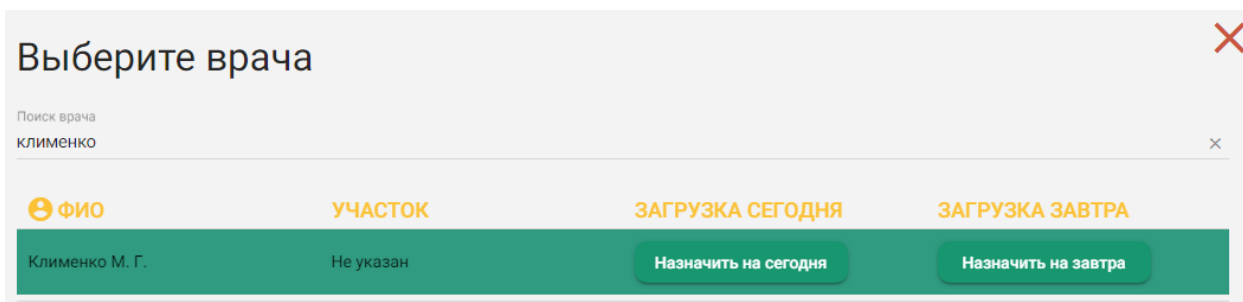 Выберите врача
Поиск врача
клименко
ФИО УЧАСТОК ЗАГРУЗКА СЕГОДНЯ ЗАГРУЗКА ЗАВТРА
Клименко М. Г. Не указан Назначить на сегодня Назначить на завтра